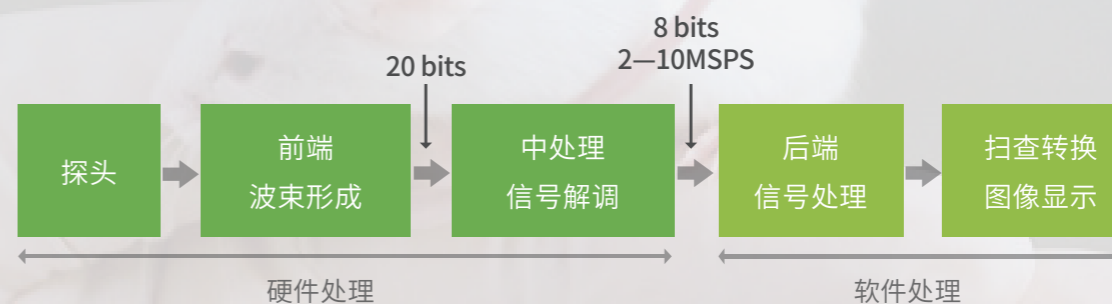 8 bits
2—10MSPS
20 bits
探头
前端
波束形成
中处理
信号解调
后端
信号处理
扫查转换
图像显示
硬件处理
软件处理